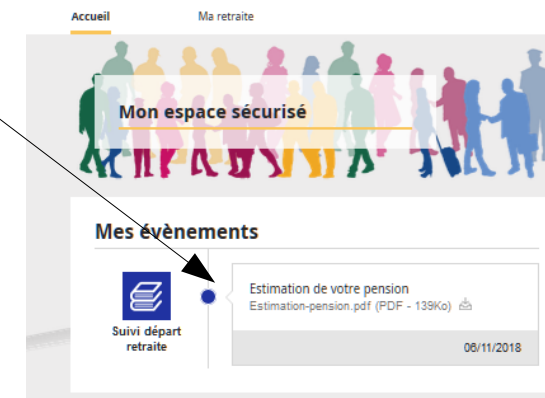 Accueil Ma retraite
Mon espace sécurisé
Mes évènements
Suivi départ
retraite
Estimation de votre pension
Estimation-pension.pdf (PDF - 139Ko)
06/11/2018